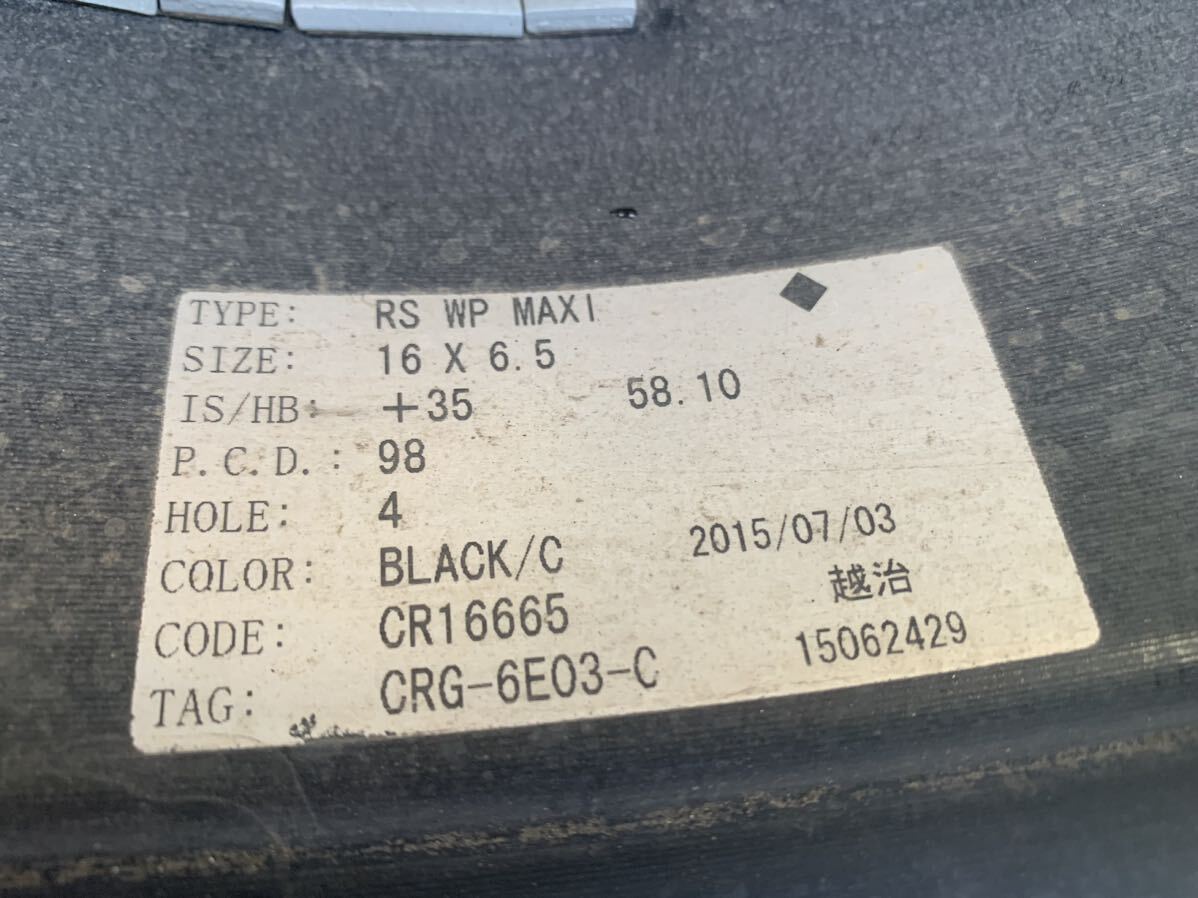 TYPE: RS WP MAXI
SIZE: 16 X 6.5
IS/HB: +35 58.10
P.C.D.: 98
HOLE: 4
COLOR: BLACK/C 2015/07/03
CODE: CR16665 越治
TAG: CRG-6E03-C 15062429